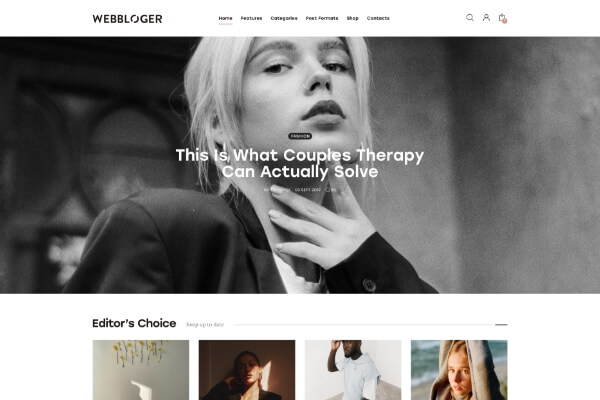 WEBBLOGER
Home Features Categories Post Formats Shop Contacts
FASHION
This Is What Couples Therapy
Can Actually Solve
Editor's Choice
Keep up to date